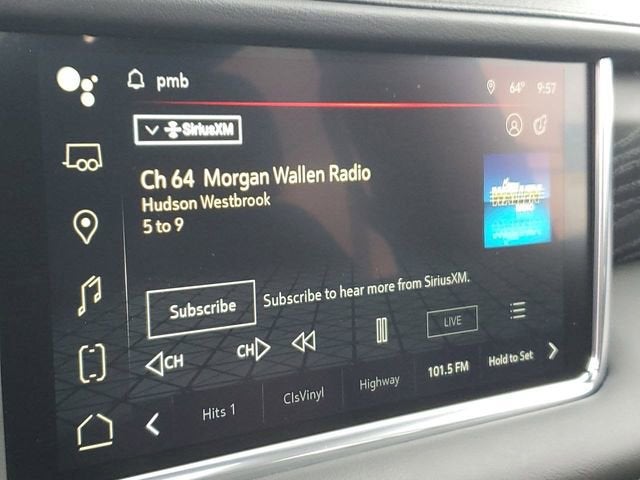 pmb
64° 9:57
SiriusXM
Ch 64 Morgan Wallen Radio
Hudson Westbrook
5 to 9
Subscribe
Subscribe to hear more from SiriusXM.
CH
CH
LIVE
Hits 1
ClsVinyl
Highway
101.5 FM
Hold to Set